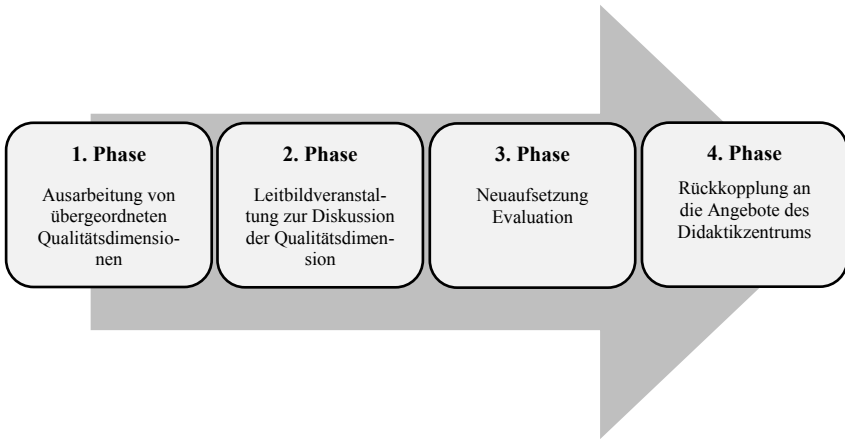 1. Phase
Ausarbeitung von
übergeordneten
Qualitätsdimensio-
nen
2. Phase
Leitbildveranstal-
tung zur Diskussion
der Qualitätsdimen-
sion
3. Phase
Neuaufsetzung
Evaluation
4. Phase
Rückkopplung an
die Angebote des
Didaktikzentrums